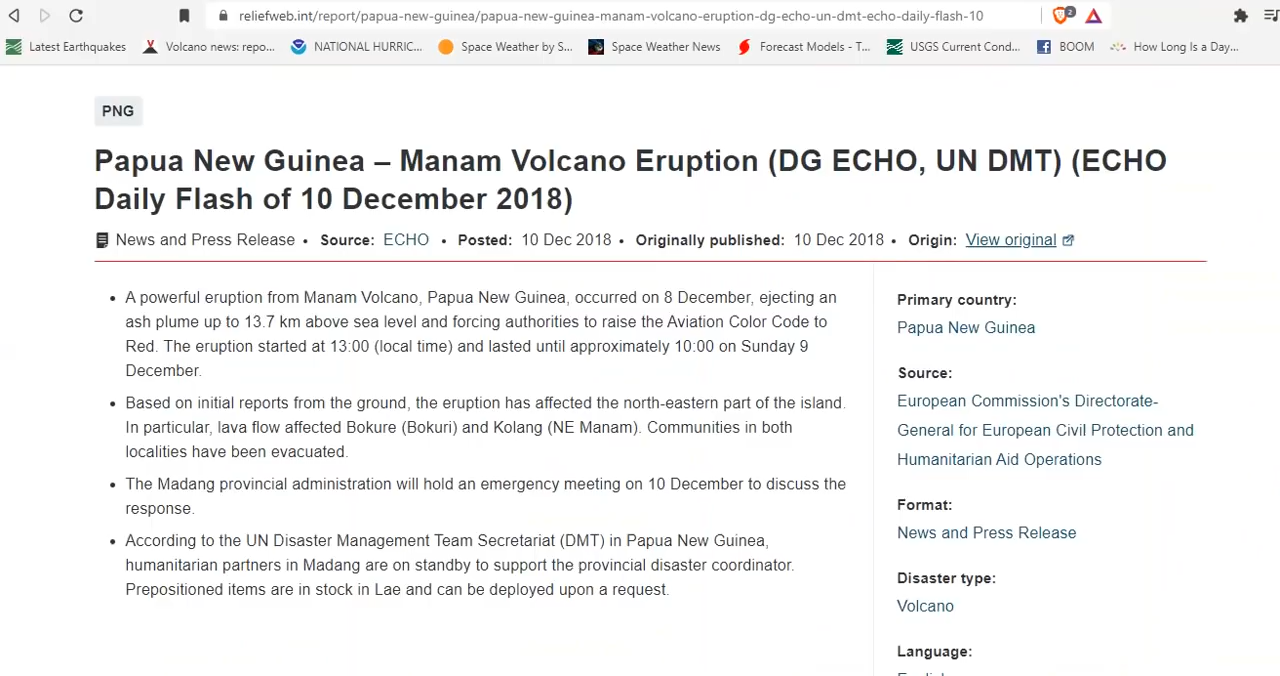 reliefweb.int/report/papua-new-guinea/papua-new-guinea-manam-volcano-eruption-dg-echo-un-dmt-echo-daily-flash-10
2
Latest Earthquakes
Volcano news: repo...
NATIONAL HURRIC...
Space Weather by S...
Space Weather News
Forecast Models - T...
USGS Current Cond...
BOOM
How Long Is a Day...
PNG
Papua New Guinea – Manam Volcano Eruption (DG ECHO, UN DMT) (ECHO
Daily Flash of 10 December 2018)
News and Press Release • Source: ECHO • Posted: 10 Dec 2018 • Originally published: 10 Dec 2018 • Origin: View original
• A powerful eruption from Manam Volcano, Papua New Guinea, occurred on 8 December, ejecting an
ash plume up to 13.7 km above sea level and forcing authorities to raise the Aviation Color Code to
Red. The eruption started at 13:00 (local time) and lasted until approximately 10:00 on Sunday 9
December.
• Based on initial reports from the ground, the eruption has affected the north-eastern part of the island.
In particular, lava flow affected Bokure (Bokuri) and Kolang (NE Manam). Communities in both
localities have been evacuated.
• The Madang provincial administration will hold an emergency meeting on 10 December to discuss the
response.
• According to the UN Disaster Management Team Secretariat (DMT) in Papua New Guinea,
humanitarian partners in Madang are on standby to support the provincial disaster coordinator.
Prepositioned items are in stock in Lae and can be deployed upon a request.
Primary country:
Papua New Guinea
Source:
European Commission's Directorate-
General for European Civil Protection and
Humanitarian Aid Operations
Format:
News and Press Release
Disaster type:
Volcano
Language: